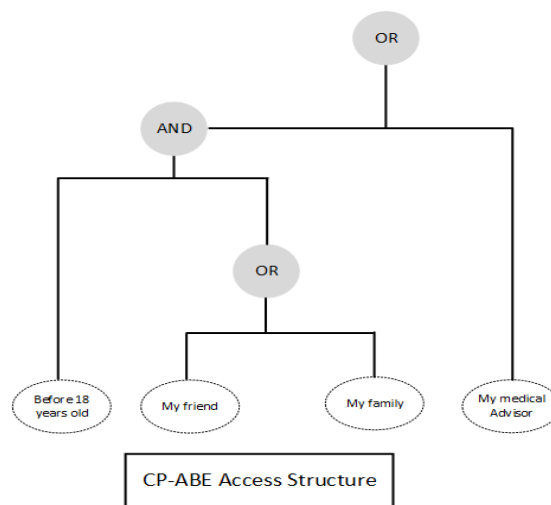 OR
AND
OR
Before 18
years old
My friend
My family
My medical
Advisor
CP-ABE Access Structure